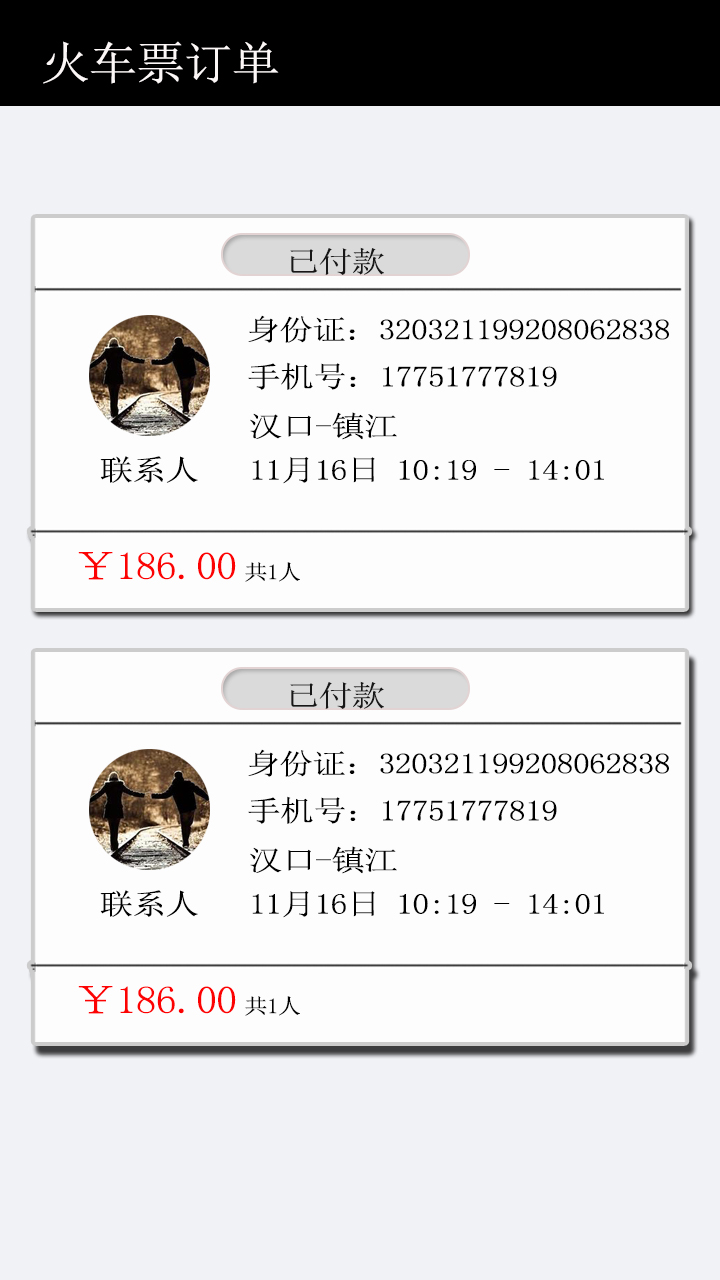 火车票订单
已付款
身份证：320321199208062838
手机号：17751777819
汉口-镇江
联系人
11月16日 10:19 - 14:01
￥186.00 共1人
已付款
身份证：320321199208062838
手机号：17751777819
汉口-镇江
联系人
11月16日 10:19 - 14:01
￥186.00 共1人